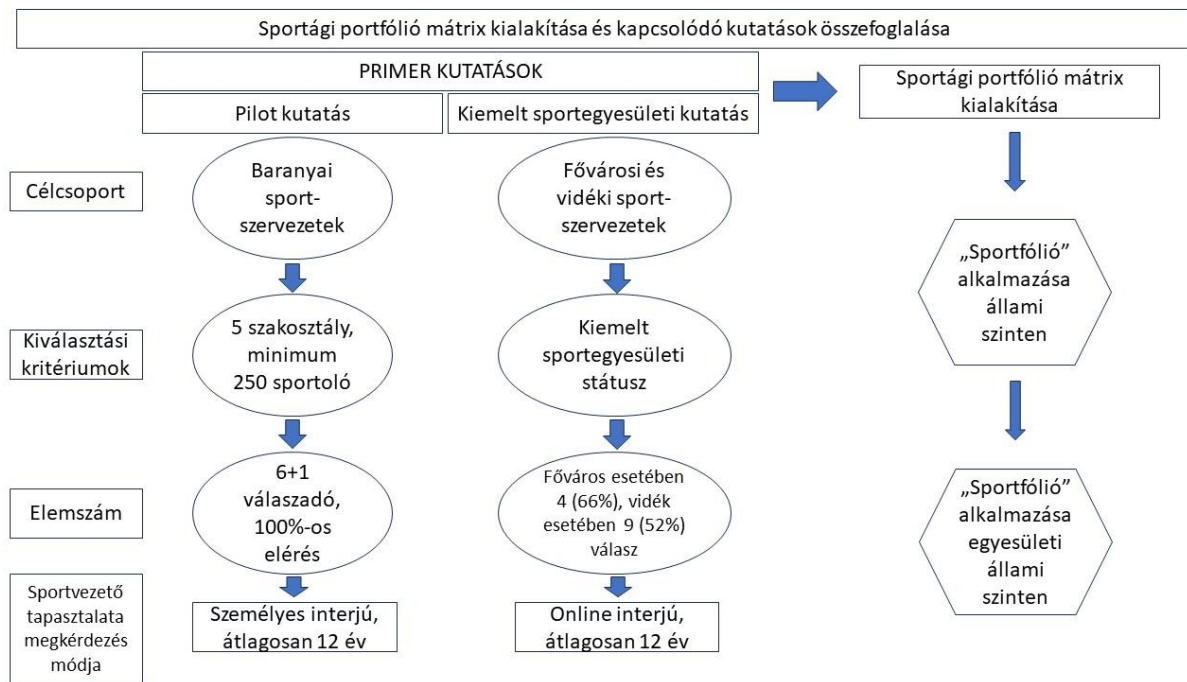 Sportági portfólió mátrix kialakítása és kapcsolódó kutatások összefoglalása
PRIMER KUTATÁSOK
Sportági portfólió mátrix
kialakítása
Pilot kutatás
Kiemelt sportegyesületi kutatás
Célcsoport
Baranyai
sport-
szervezetek
Fővárosi és
vidéki sport-
szervezetek
„Sportfólió”
alkalmazása
állami
szinten
Kiválasztási
kritériumok
5 szakosztály,
minimum
250 sportoló
Kiemelt
sportegyesületi
státusz
Elemszám
6+1
válaszadó,
100%-os
elérés
Főváros esetében
4 (66%), vidék
esetében 9 (52%)
válasz
„Sportfólió”
alkalmazása
egyesületi
állami
szinten
Sportvezető
tapasztalata
megkérdezés
módja
Személyes interjú,
átlagosan 12 év
Online interjú,
átlagosan 12 év